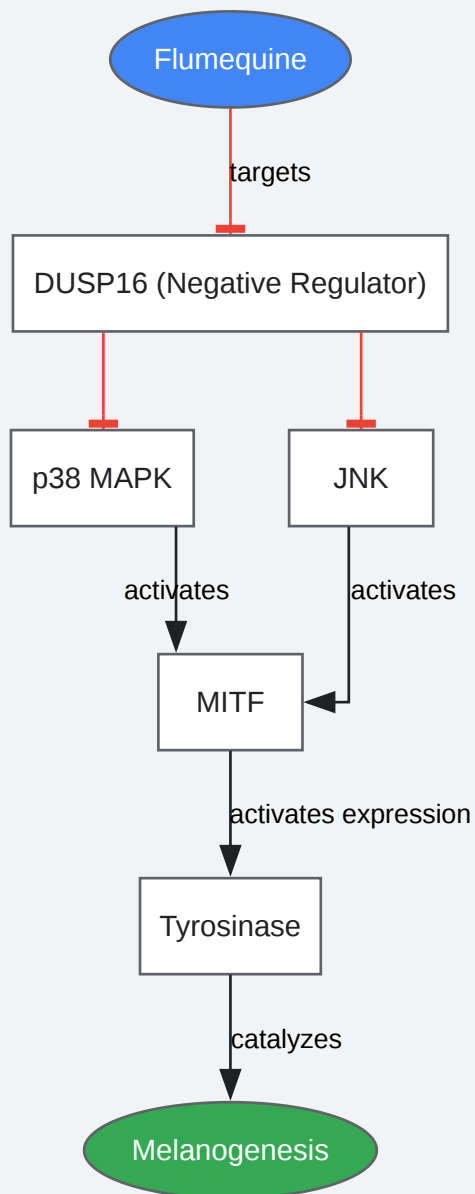 Flumequine
targets
DUSP16 (Negative Regulator)
p38 MAPK
JNK
activates
activates
MITF
activates expression
Tyrosinase
catalyzes
Melanogenesis